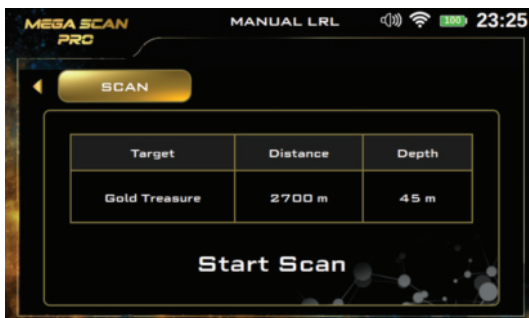 MEGA SCAN PRO
MANUAL LRL
100
23:25
SCAN
Target Distance Depth
Gold Treasure 2700 m 45 m
Start Scan